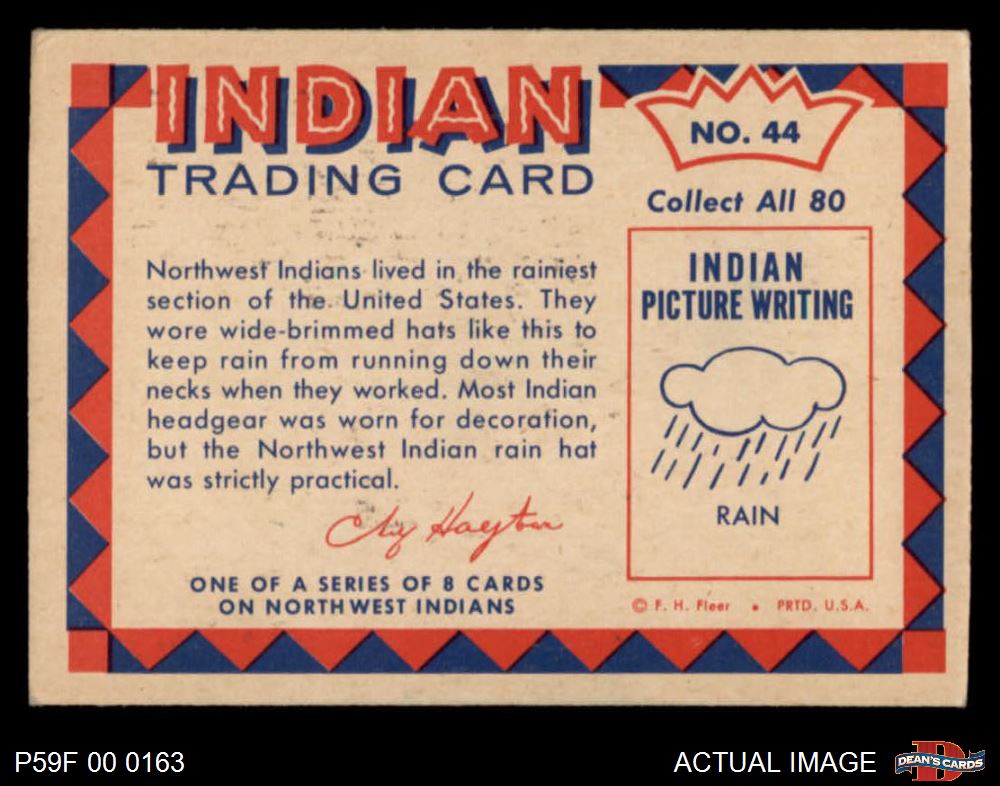 INDIAN
TRADING CARD
NO. 44
Collect All 80
Northwest Indians lived in the rainiest
section of the United States. They
wore wide-brimmed hats like this to
keep rain from running down their
necks when they worked. Most Indian
headgear was worn for decoration,
but the Northwest Indian rain hat
was strictly practical.
ONE OF A SERIES OF 8 CARDS
ON NORTHWEST INDIANS
INDIAN
PICTURE WRITING
RAIN
© F. H. Fleer • PRTD. U.S.A.
P59F 00 0163
ACTUAL IMAGE
D
DEAN'S CARDS